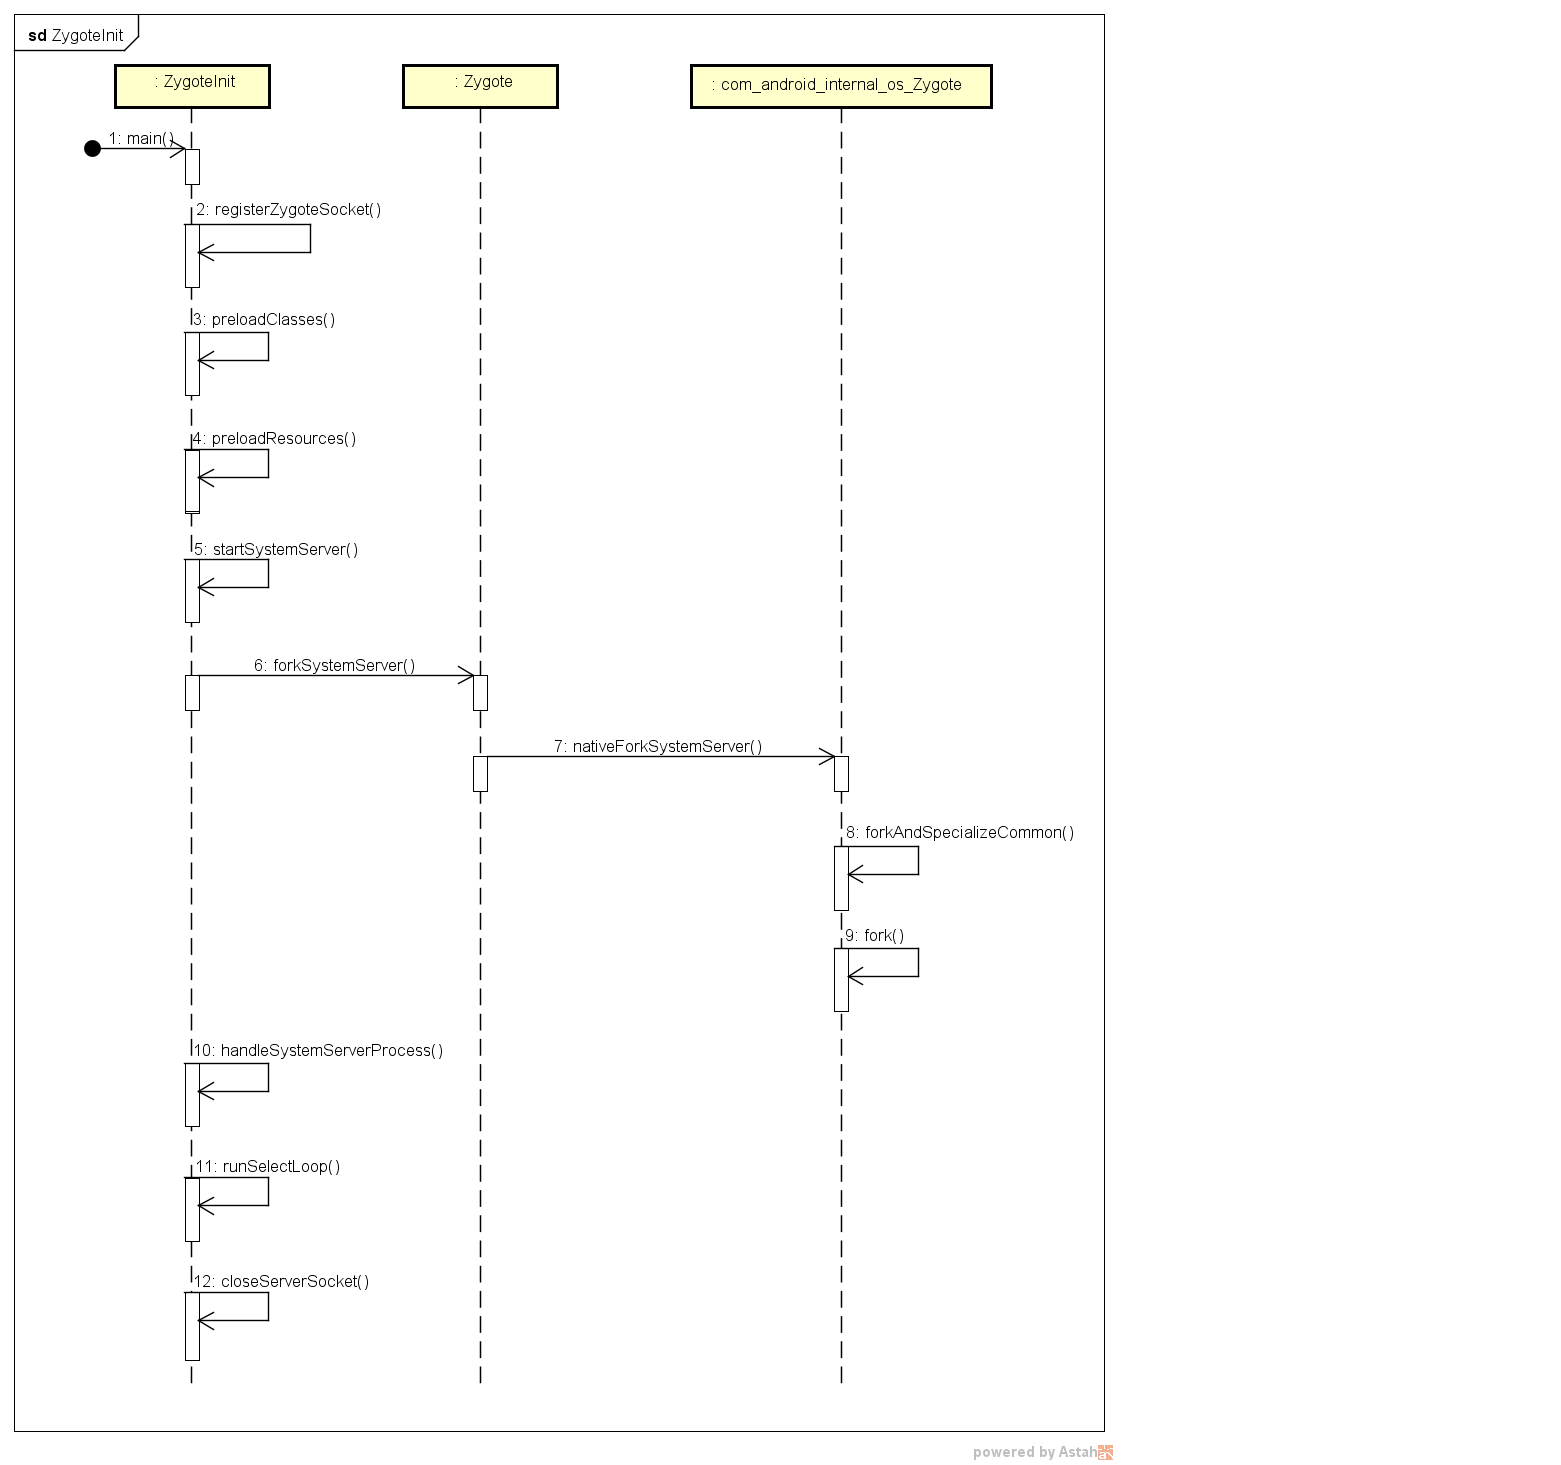 sd ZygoteInit
: ZygoteInit
: Zygote
: com_android_internal_os_Zygote
1: main()
2: registerZygoteSocket()
3: preloadClasses()
4: preloadResources()
5: startSystemServer()
6: forkSystemServer()
7: nativeForkSystemServer()
8: forkAndSpecializeCommon()
9: fork()
10: handleSystemServerProcess()
11: runSelectLoop()
12: closeServerSocket()
powered by Astah